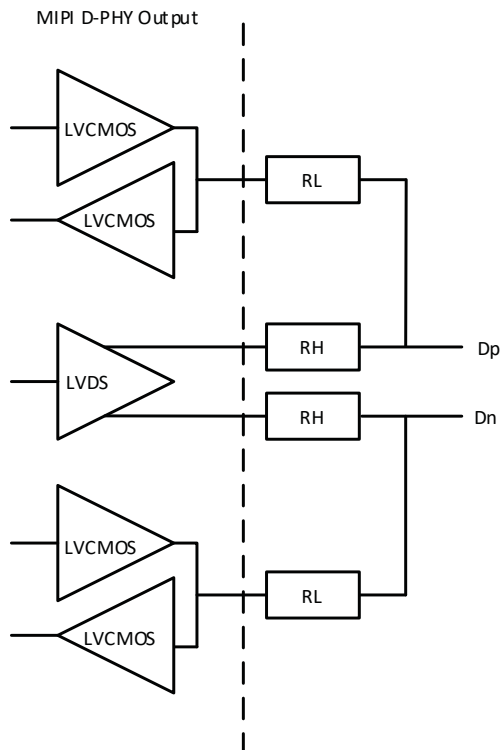 MIPI D-PHY Output
LVCMOS
RL
LVCMOS
RH
Dp
LVDS
RH
Dn
LVCMOS
RL
LVCMOS